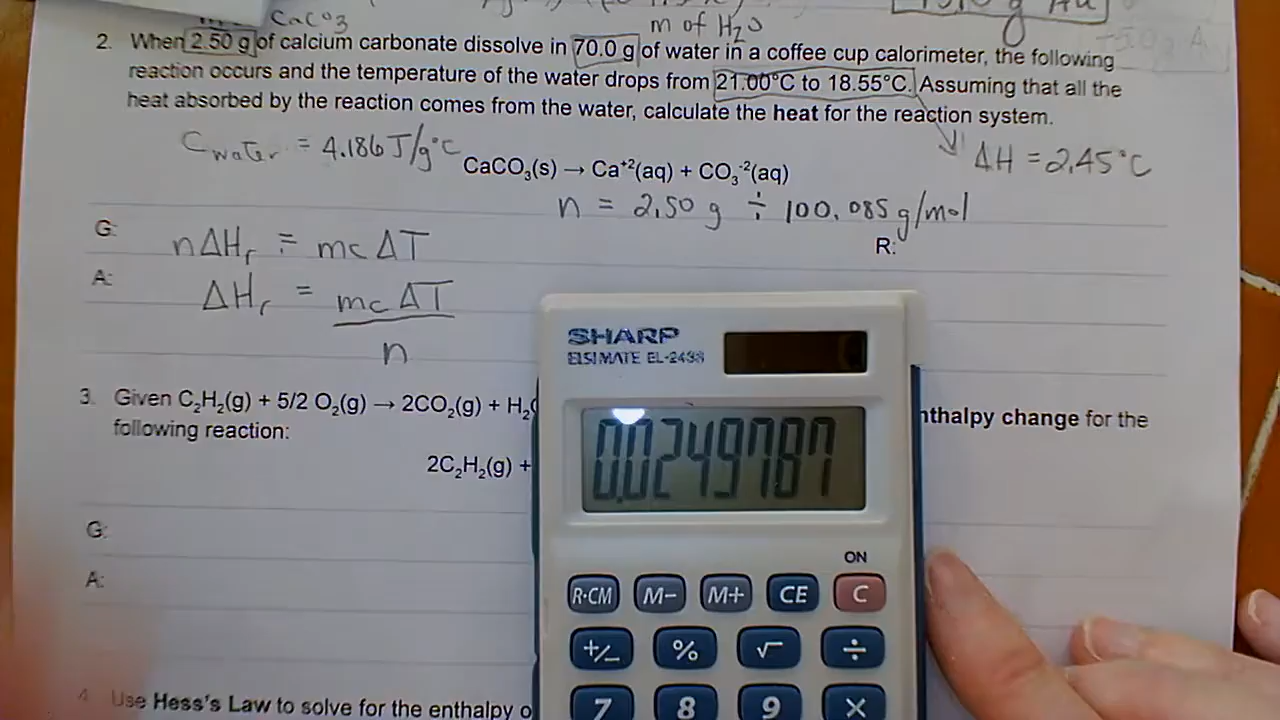 CaCO₃
m of H₂O
2. When 2.50 g of calcium carbonate dissolve in 70.0 g of water in a coffee cup calorimeter, the following
reaction occurs and the temperature of the water drops from 21.00°C to 18.55°C. Assuming that all the
heat absorbed by the reaction comes from the water, calculate the heat for the reaction system.
C water = 4.186 J/g°C
ΔH = 2.45°C
CaCO₃(s) → Ca⁺²(aq) + CO₃⁻²(aq)
n = 2.50 g ÷ 100.085 g/mol
G:
nΔHr = mcΔT
R:
A:
ΔHr = mcΔT
n
SHARP
ELSIMATE EL-243S
0.0249787
3. Given C₂H₂(g) + 5/2 O₂(g) → 2CO₂(g) + H₂ nthalpy change for the
following reaction:
2C₂H₂(g) +
G:
A:
ON
R·CM M− M+ CE C
+/− % √ ÷
7 8 9 ×
4. Use Hess's Law to solve for the enthalpy o